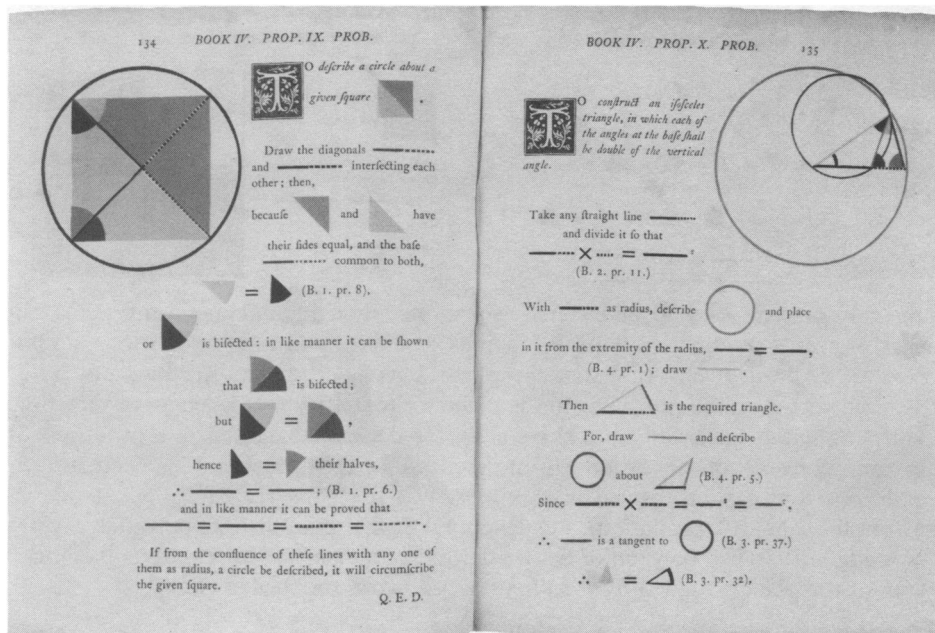 134 BOOK IV. PROP. IX. PROB.
TO deſcribe a circle about a
given ſquare .
Draw the diagonals
and interſecting each
other; then,
becauſe and have
their ſides equal, and the baſe
common to both,
= (B. 1. pr. 8).
or is biſected: in like manner it can be ſhown
that is biſected;
but = ,
hence = their halves,
∴ = ; (B. 1. pr. 6.)
and in like manner it can be proved that
= = = .
If from the confluence of theſe lines with any one of
them as radius, a circle be deſcribed, it will circumſcribe
the given ſquare.
Q. E. D.
BOOK IV. PROP. X. PROB. 135
TO conſtruct an iſoſceles
triangle, in which each of
the angles at the baſe ſhall
be double of the vertical
angle.
Take any ſtraight line
and divide it ſo that
× = ²
(B. 2. pr. 11.)
With as radius, deſcribe and place
in it from the extremity of the radius, = ,
(B. 4. pr. 1); draw .
Then is the required triangle.
For, draw and deſcribe
about (B. 4. pr. 5.)
Since × = ² = ²,
∴ is a tangent to (B. 3. pr. 37.)
∴ = (B. 3. pr. 32),